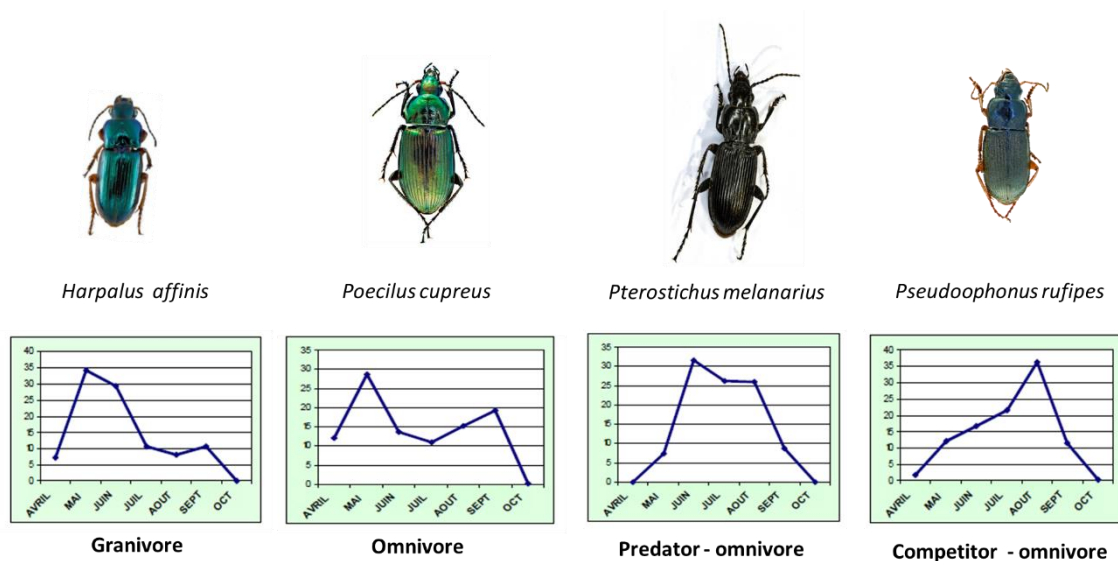 Harpalus affinis
Poecilus cupreus
Pterostichus melanarius
Pseudoophonus rufipes
40
35
30
25
20
15
10
5
0
AVRIL
MAI
JUIN
JUIL
AOUT
SEPT
OCT
35
30
25
20
15
10
5
0
AVRIL
MAI
JUIN
JUIL
AOUT
SEPT
OCT
35
30
25
20
15
10
5
0
AVRIL
MAI
JUIN
JUIL
AOUT
SEPT
OCT
40
35
30
25
20
15
10
5
0
AVRIL
MAI
JUIN
JUIL
AOUT
SEPT
OCT
Granivore
Omnivore
Predator - omnivore
Competitor - omnivore